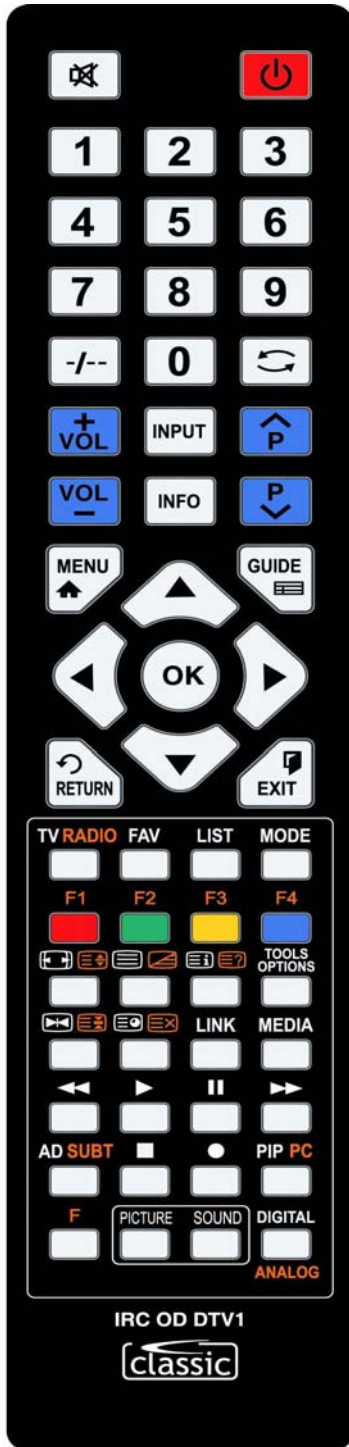 1 2 3
4 5 6
7 8 9
-/-- 0
+
VOL INPUT P
VOL
- INFO P
MENU GUIDE
OK
RETURN EXIT
TV RADIO FAV LIST MODE
F1 F2 F3 F4
TOOLS
OPTIONS
LINK MEDIA
AD SUBT PIP PC
F PICTURE SOUND DIGITAL
ANALOG
IRC OD DTV1
classic